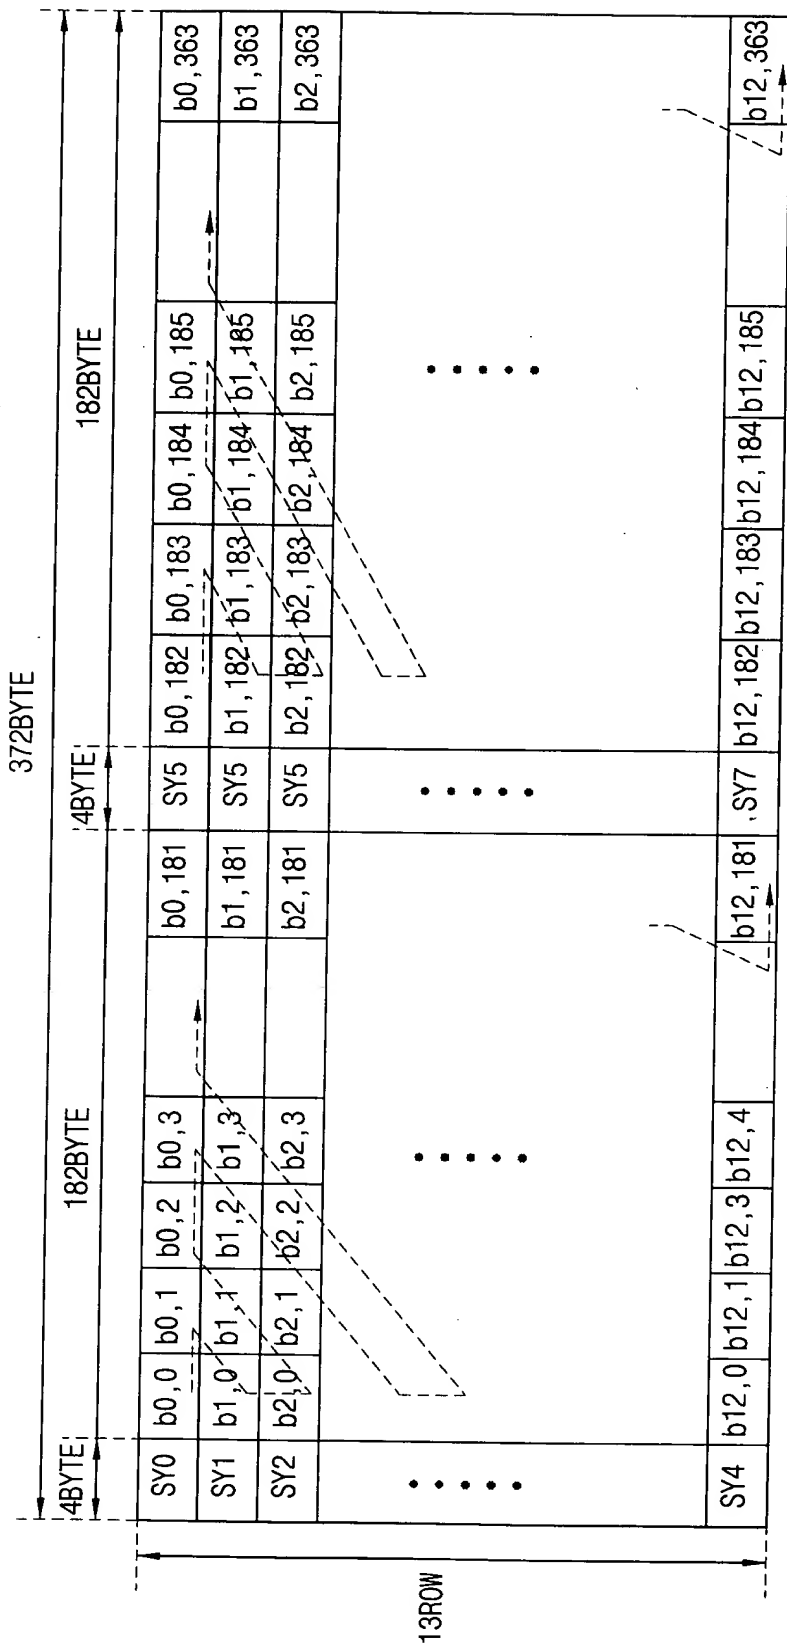 372BYTE
4BYTE 182BYTE 4BYTE 182BYTE
13ROW
SY0 b0,0 b0,1 b0,2 b0,3 b0,181 SY5 b0,182 b0,183 b0,184 b0,185 b0,363
SY1 b1,0 b1,1 b1,2 b1,3 b1,181 SY5 b1,182 b1,183 b1,184 b1,185 b1,363
SY2 b2,0 b2,1 b2,2 b2,3 b2,181 SY5 b2,182 b2,183 b2,184 b2,185 b2,363
SY4 b12,0 b12,1 b12,3 b12,4 b12,181 SY7 b12,182 b12,183 b12,184 b12,185 b12,363